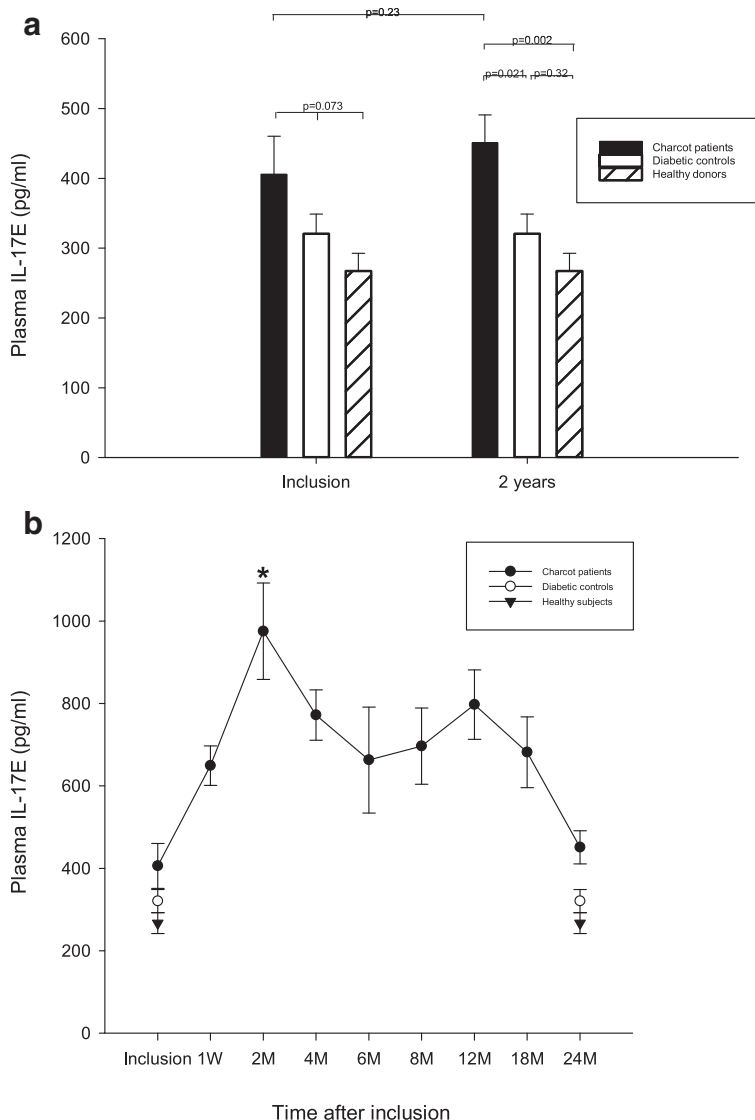 a
p=0.23
600
p=0.002
p=0.021
p=0.32
500
p=0.073
Charcot patients
Diabetic controls
Healthy donors
400
300
200
100
0
Plasma IL-17E (pg/ml)
Inclusion
2 years
b
1200
*
Charcot patients
Diabetic controls
Healthy subjects
1000
800
600
400
200
0
Plasma IL-17E (pg/ml)
Inclusion 1W 2M 4M 6M 8M 12M 18M 24M
Time after inclusion